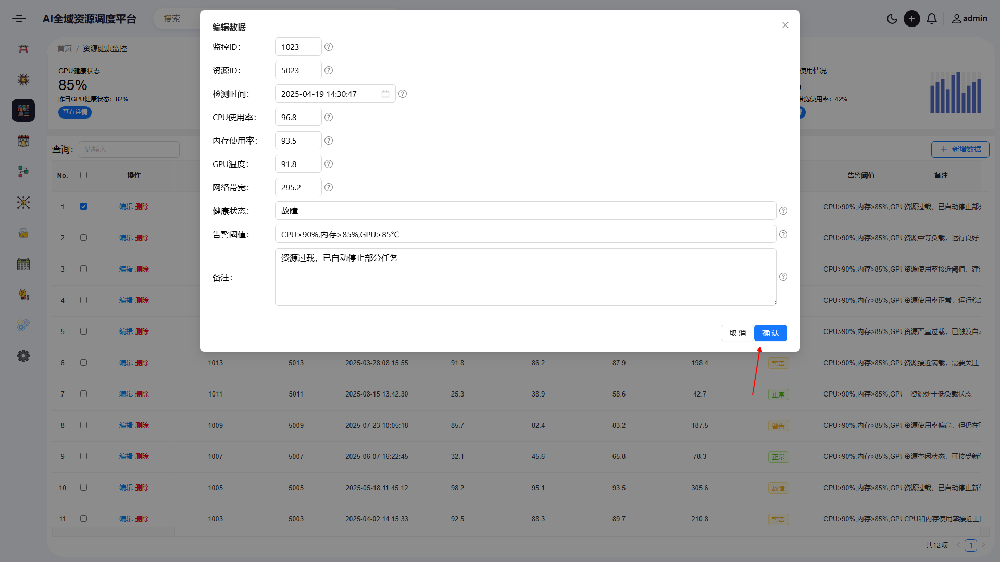 AI全域资源调度平台
搜索
admin
首页 / 资源健康监控
GPU健康状态
85%
昨日GPU健康状态：82%
查看详情
使用情况
带宽使用率：42%
查询：
请输入
新增数据
No.
操作
告警阈值
备注
编辑数据
监控ID：
1023
资源ID：
5023
检测时间：
2025-04-19 14:30:47
CPU使用率：
96.8
内存使用率：
93.5
GPU温度：
91.8
网络带宽：
295.2
健康状态：
故障
告警阈值：
CPU>90%,内存>85%,GPU>85°C
备注：
资源过载，已自动停止部分任务
取 消
确 认
1 编辑 删除 CPU>90%,内存>85%,GPU 资源过载，已自动停止部分
2 编辑 删除 CPU>90%,内存>85%,GPU 资源中等负载，运行良好
3 编辑 删除 CPU>90%,内存>85%,GPU 资源使用率接近阈值，建议
4 编辑 删除 CPU>90%,内存>85%,GPU 资源使用率正常，运行稳定
5 编辑 删除 CPU>90%,内存>85%,GPU 资源严重过载，已触发自动
6 编辑 删除 1013 5013 2025-03-28 08:15:55 91.8 86.2 87.9 198.4 警告 CPU>90%,内存>85%,GPU 资源接近满载，需要关注
7 编辑 删除 1011 5011 2025-08-15 13:42:30 25.3 38.9 58.6 42.7 正常 CPU>90%,内存>85%,GPU 资源处于低负载状态
8 编辑 删除 1009 5009 2025-07-23 10:05:18 85.7 82.4 83.2 187.5 警告 CPU>90%,内存>85%,GPU 资源使用率偏高，但仍在可
9 编辑 删除 1007 5007 2025-06-07 16:22:45 32.1 45.6 65.8 78.3 正常 CPU>90%,内存>85%,GPU 资源空闲状态，可接受新任
10 编辑 删除 1005 5005 2025-05-18 11:45:12 98.2 95.1 93.5 305.6 故障 CPU>90%,内存>85%,GPU 资源过载，已自动停止新任
11 编辑 删除 1003 5003 2025-04-02 14:15:33 92.5 88.3 89.7 210.8 警告 CPU>90%,内存>85%,GPU CPU和内存使用率接近上限
共12项
1